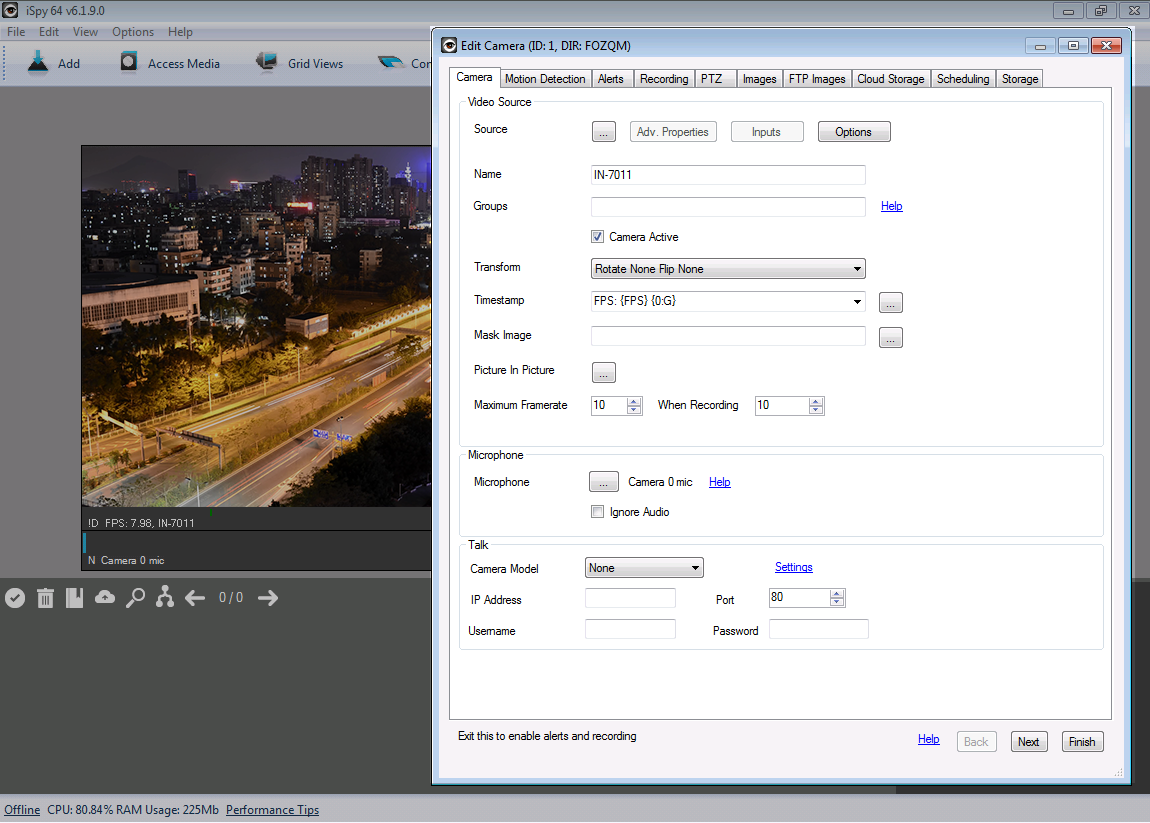 iSpy 64 v6.1.9.0
File Edit View Options Help
Add Access Media Grid Views Con
Edit Camera (ID: 1, DIR: FOZQM)
Camera Motion Detection Alerts Recording PTZ Images FTP Images Cloud Storage Scheduling Storage
Video Source
Source ... Adv. Properties Inputs Options
Name IN-7011
Groups Help
Camera Active
Transform Rotate None Flip None
Timestamp FPS: {FPS} {0:G} ...
Mask Image ...
Picture In Picture ...
Maximum Framerate 10 When Recording 10
Microphone
Microphone ... Camera 0 mic Help
Ignore Audio
Talk
Camera Model None Settings
IP Address Port 80
Username Password
Exit this to enable alerts and recording
Help Back Next Finish
!D FPS: 7.98, IN-7011
N Camera 0 mic
0 / 0
Offline CPU: 80.84% RAM Usage: 225Mb Performance Tips